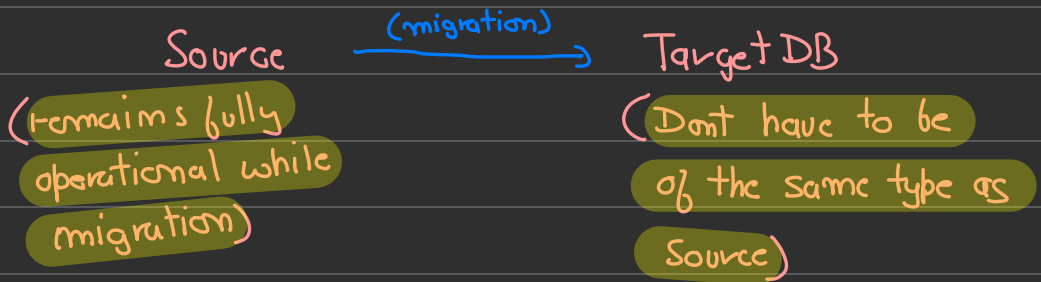 (migration)
Source Target DB
(remains fully
operational while
migration)
(Dont have to be
of the same type as
Source)